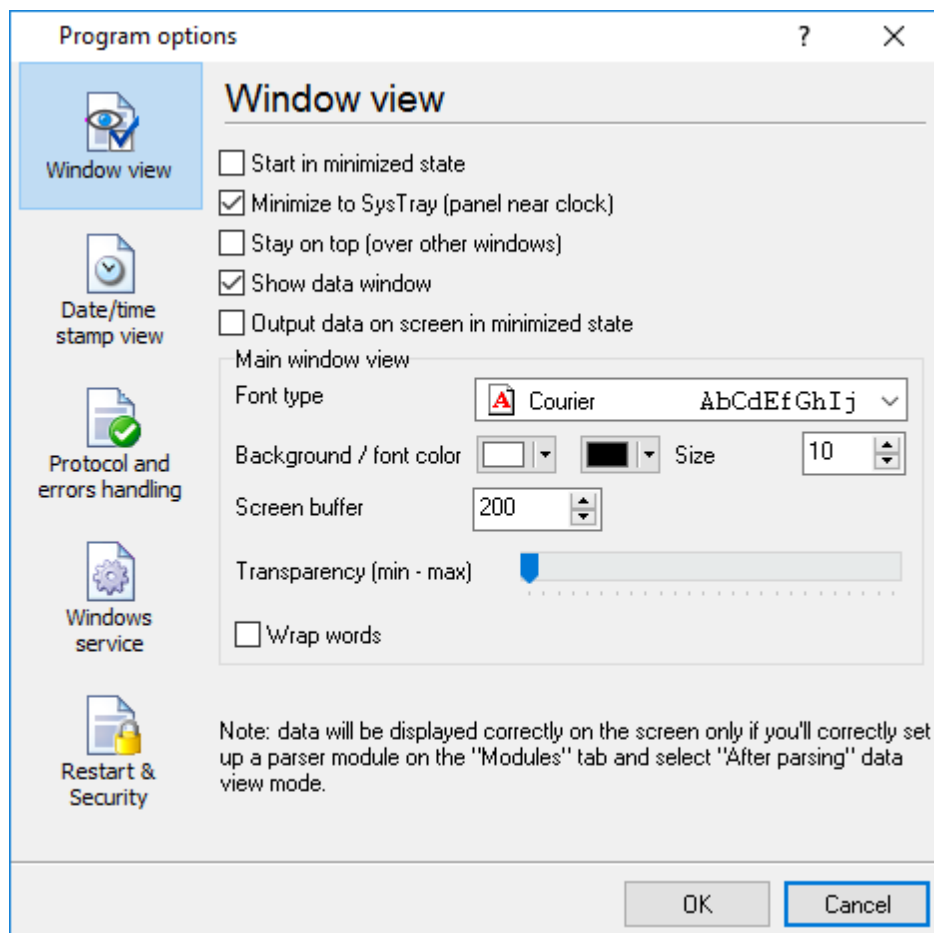 Program options
?
Window view
Window view
Start in minimized state
Minimize to SysTray (panel near clock)
Stay on top (over other windows)
Show data window
Output data on screen in minimized state
Date/time
stamp view
Protocol and
errors handling
Windows
service
Restart &
Security
Main window view
Font type
A Courier AbCdEfGhIj
Background / font color
Size 10
Screen buffer 200
Transparency (min - max)
Wrap words
Note: data will be displayed correctly on the screen only if you'll correctly set
up a parser module on the "Modules" tab and select "After parsing" data
view mode.
OK
Cancel